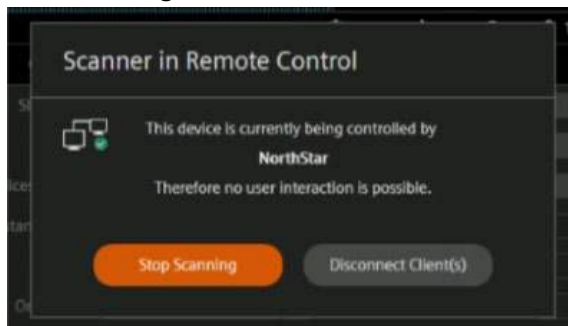 Scanner in Remote Control
This device is currently being controlled by
NorthStar
Therefore no user interaction is possible.
Stop Scanning
Disconnect Client(s)